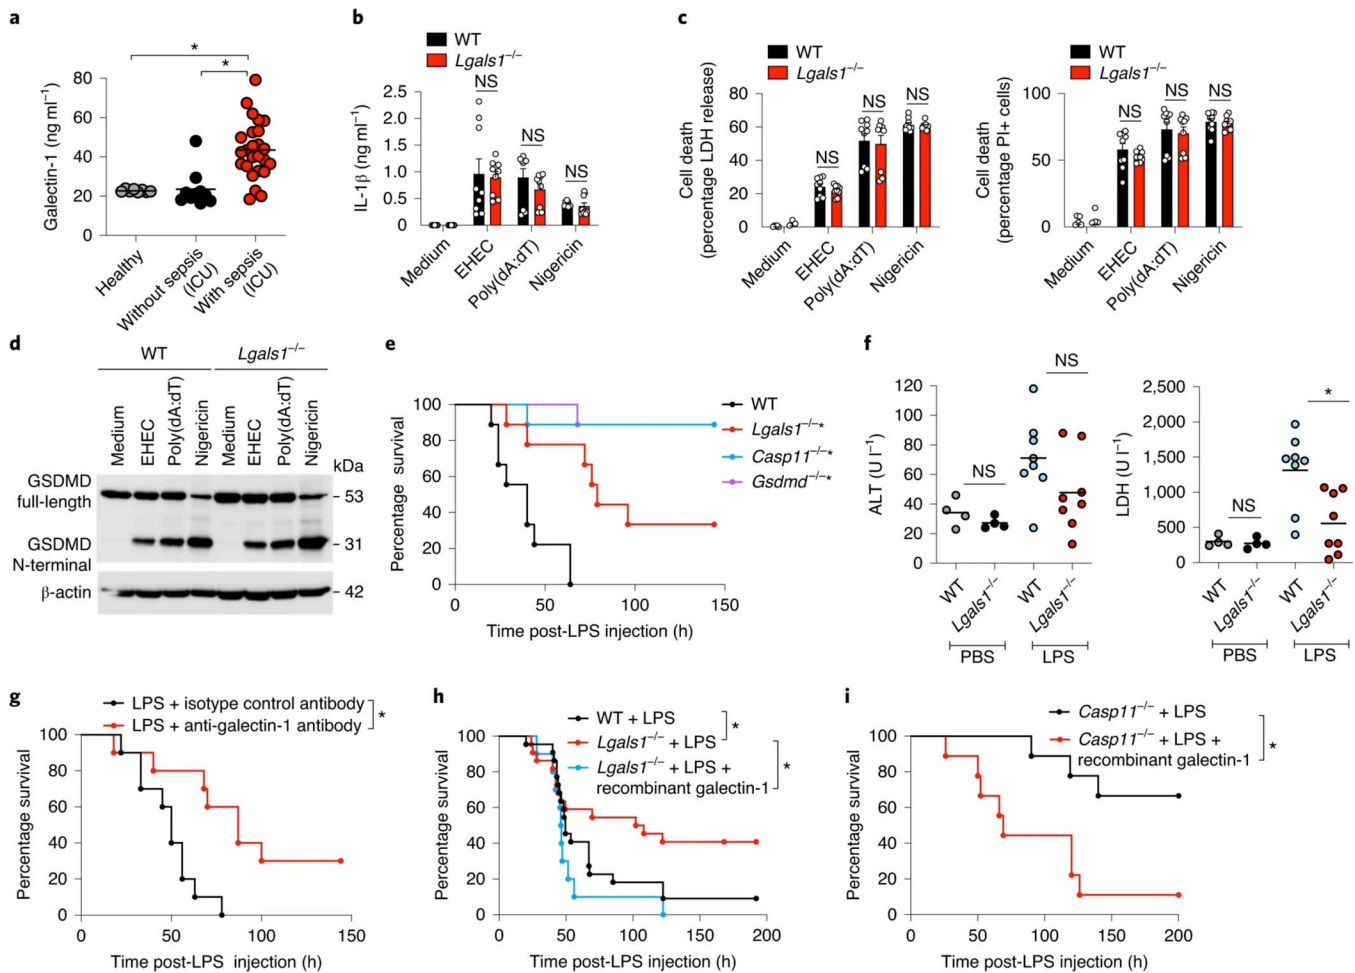 a
*
*
Galectin-1 (ng ml–1)
80
60
40
20
0
Healthy
Without sepsis
(ICU)
With sepsis
(ICU)
b
WT
Lgals1–/–
IL-1β (ng ml–1)
2.5
2.0
1.5
1.0
0.5
0
NS
NS
NS
Medium
EHEC
Poly(dA:dT)
Nigericin
c
WT
Lgals1–/–
Cell death
(percentage LDH release)
80
60
40
20
0
NS
NS
NS
Medium
EHEC
Poly(dA:dT)
Nigericin
WT
Lgals1–/–
Cell death
(percentage PI+ cells)
100
50
0
NS
NS
NS
Medium
EHEC
Poly(dA:dT)
Nigericin
d
WT
Lgals1–/–
Medium
EHEC
Poly(dA:dT)
Nigericin
Medium
EHEC
Poly(dA:dT)
Nigericin
kDa
GSDMD
full-length
53
GSDMD
N-terminal
31
β-actin
42
e
Percentage survival
100
80
60
40
20
0
0
50
100
150
Time post-LPS injection (h)
WT
Lgals1–/–*
Casp11–/–*
Gsdmd–/–*
f
ALT (U l–1)
120
100
80
60
40
20
0
NS
NS
WT
Lgals1–/–
WT
Lgals1–/–
PBS
LPS
LDH (U l–1)
2,500
2,000
1,500
1,000
500
0
NS
*
WT
Lgals1–/–
WT
Lgals1–/–
PBS
LPS
g
LPS + isotype control antibody
LPS + anti-galectin-1 antibody
*
Percentage survival
100
80
60
40
20
0
0
50
100
150
Time post-LPS injection (h)
h
WT + LPS
Lgals1–/– + LPS
Lgals1–/– + LPS +
recombinant galectin-1
*
*
Percentage survival
100
80
60
40
20
0
0
50
100
150
200
Time post-LPS injection (h)
i
Casp11–/– + LPS
Casp11–/– + LPS +
recombinant galectin-1
*
Percentage survival
100
80
60
40
20
0
0
50
100
150
200
Time post-LPS injection (h)